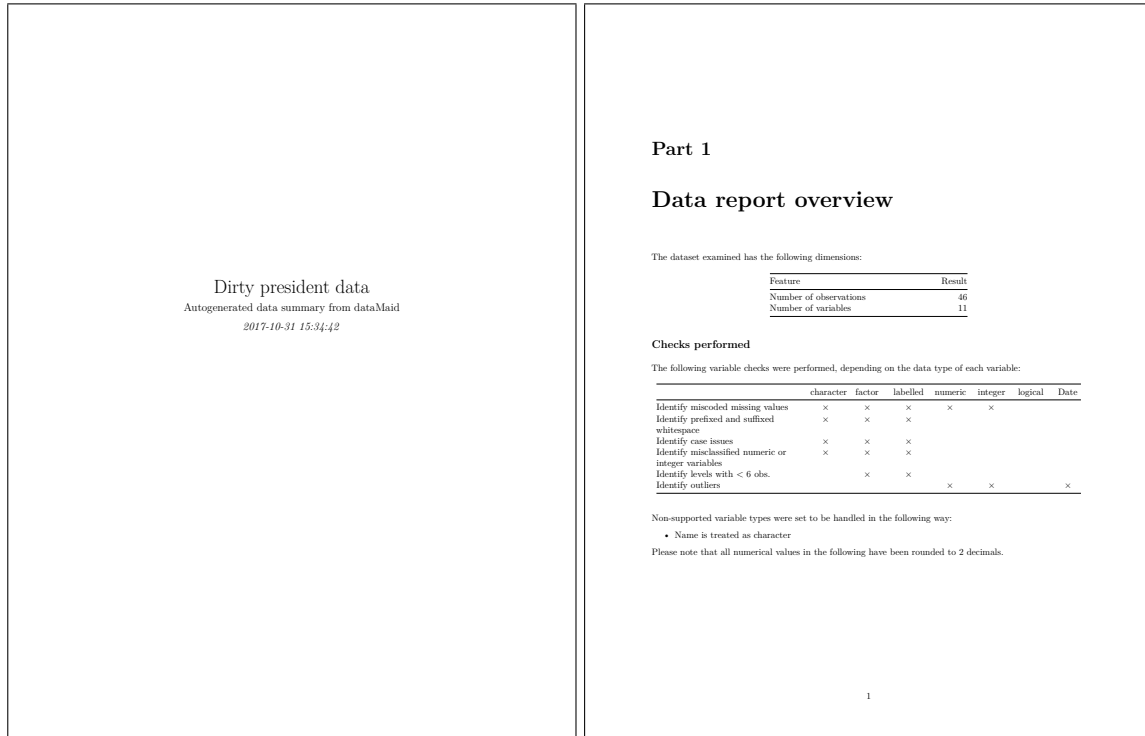 Dirty president data
Autogenerated data summary from dataMaid
2017-10-31 15:34:42
Part 1
Data report overview
The dataset examined has the following dimensions:
Feature Result
Number of observations 46
Number of variables 11
Checks performed
The following variable checks were performed, depending on the data type of each variable:
character factor labelled numeric integer logical Date
Identify miscoded missing values × × × × ×
Identify prefixed and suffixed × × ×
whitespace
Identify case issues × × ×
Identify misclassified numeric or × × ×
integer variables
Identify levels with < 6 obs. × ×
Identify outliers × × ×
Non-supported variable types were set to be handled in the following way:
• Name is treated as character
Please note that all numerical values in the following have been rounded to 2 decimals.
1